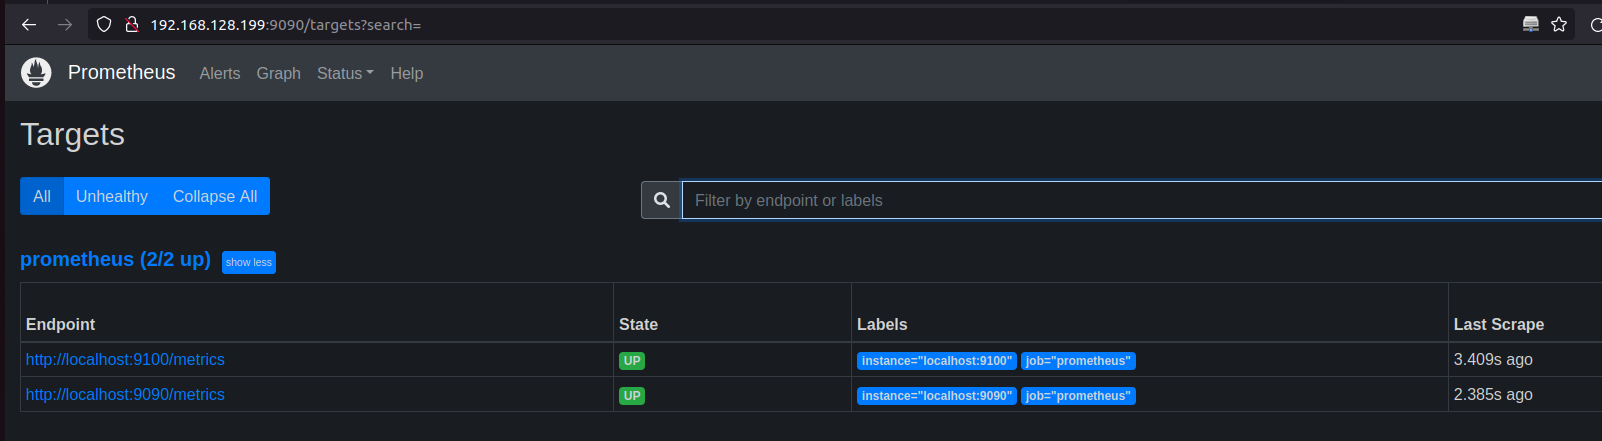 192.168.128.199:9090/targets?search=
Prometheus Alerts Graph Status Help
Targets
All Unhealthy Collapse All
Filter by endpoint or labels
prometheus (2/2 up) show less
Endpoint State Labels Last Scrape
http://localhost:9100/metrics UP instance="localhost:9100" job="prometheus" 3.409s ago
http://localhost:9090/metrics UP instance="localhost:9090" job="prometheus" 2.385s ago